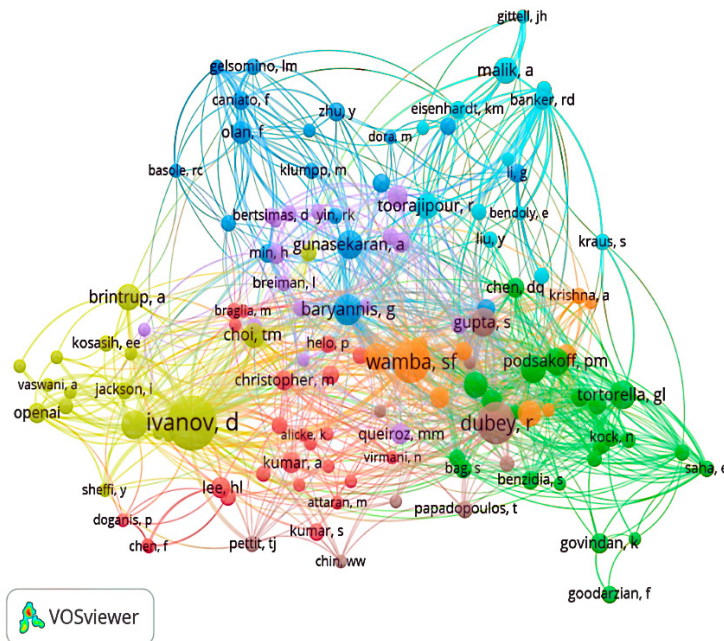 gittell, jh
gelsomino, lm
malik, a
caniato, f
zhu, y
eisenhardt, km
banker, rd
olan, f
dora, m
basole, rc
klumpp, m
li, g
toorajipour, r
bertsimas, d
yin, rk
bendoly, e
gunasekaran, a
liu, y
kraus, s
min, h
breiman, l
chen, dq
brintrup, a
krishna, a
braglia, m
baryannis, g
gupta, s
choi, tm
kosasih, ee
helo, p
wamba, sf
podsakoff, pm
vaswani, a
jackson, i
christopher, m
tortorella, gl
openai
ivanov, d
dubey, r
alicke, k
queiroz, mm
kock, n
kumar, a
virmani, n
bag, s
saha, e
benzidia, s
sheffi, y
lee, hl
attaran, m
papadopoulos, t
doganis, p
kumar, s
chen, f
pettit, tj
govindan, k
chin, ww
goodarzian, f
VOSviewer